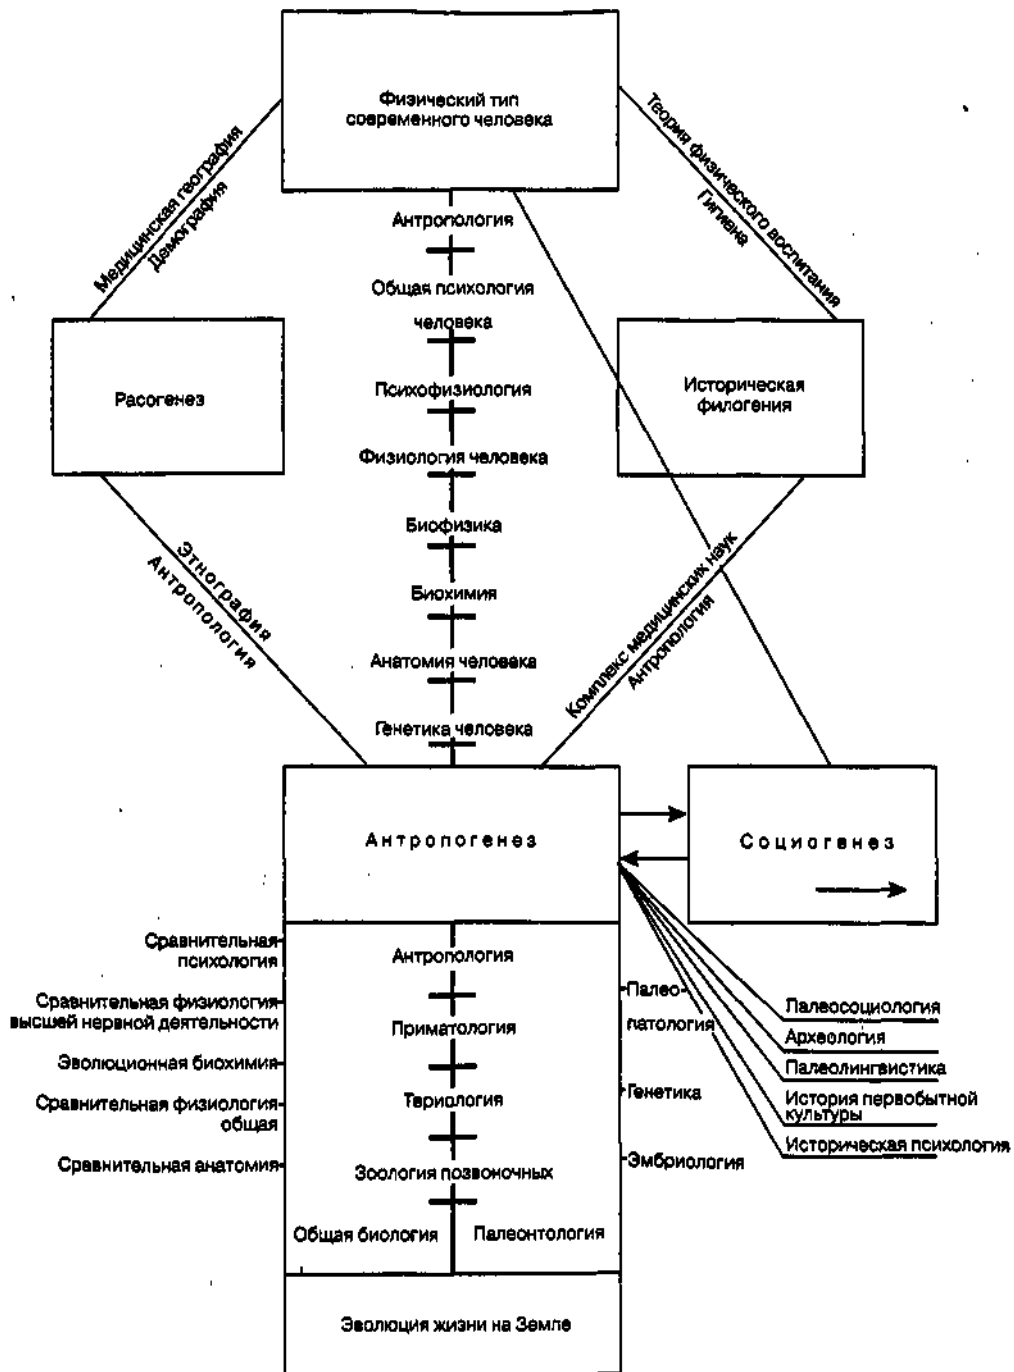 Физический тип
современного человека
Медицинская география
Демография
Теория физического воспитания
Гигиена
Антропология
Общая психология
человека
Психофизиология
Физиология человека
Биофизика
Биохимия
Анатомия человека
Генетика человека
Расогенез
Историческая
филогения
Этнография
Антропология
Комплекс медицинских наук
Антропология
Антропогенез
Социогенез
Сравнительная
психология
Сравнительная физиология
высшей нервной деятельности
Эволюционная биохимия
Сравнительная физиология
общая
Сравнительная анатомия
Антропология
Приматология
Териология
Зоология позвоночных
Общая биология
Палеонтология
Палео-
патология
Генетика
Эмбриология
Палеосоциология
Археология
Палеолингвистика
История первобытной
культуры
Историческая психология
Эволюция жизни на Земле